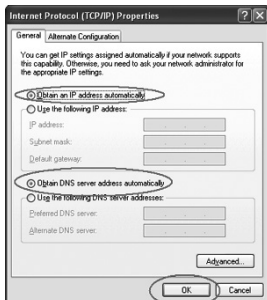 Internet Protocol (TCP/IP) Properties
General Alternate Configuration
You can get IP settings assigned automatically if your network supports
this capability. Otherwise, you need to ask your network administrator for
the appropriate IP settings.
Obtain an IP address automatically
Use the following IP address:
IP address:
Subnet mask:
Default gateway:
Obtain DNS server address automatically
Use the following DNS server addresses:
Preferred DNS server:
Alternate DNS server:
Advanced...
OK Cancel